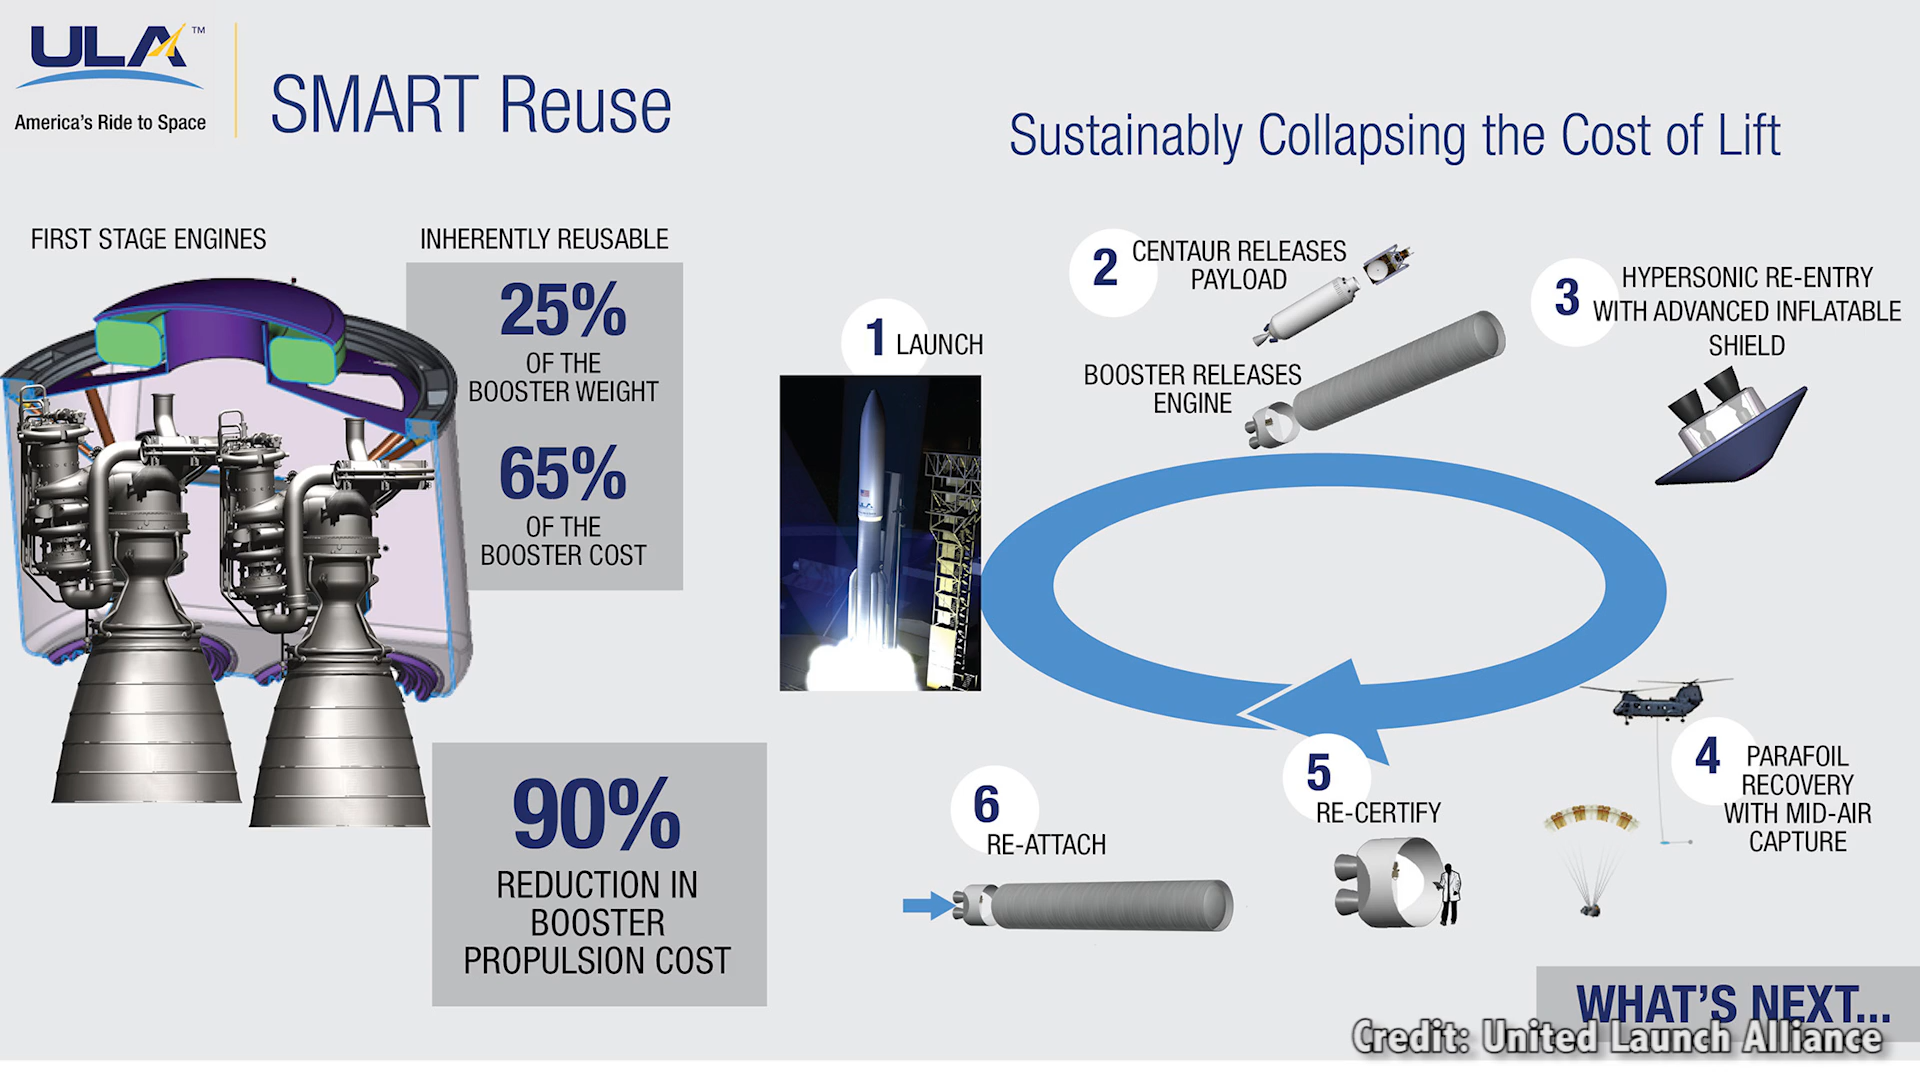 ULA™
America's Ride to Space
SMART Reuse
Sustainably Collapsing the Cost of Lift
FIRST STAGE ENGINES
INHERENTLY REUSABLE
25%
OF THE
BOOSTER WEIGHT
65%
OF THE
BOOSTER COST
90%
REDUCTION IN
BOOSTER
PROPULSION COST
1 LAUNCH
2 CENTAUR RELEASES
PAYLOAD
BOOSTER RELEASES
ENGINE
3 HYPERSONIC RE-ENTRY
WITH ADVANCED INFLATABLE
SHIELD
4 PARAFOIL
RECOVERY
WITH MID-AIR
CAPTURE
5
RE-CERTIFY
6
RE-ATTACH
WHAT'S NEXT...
Credit: United Launch Alliance